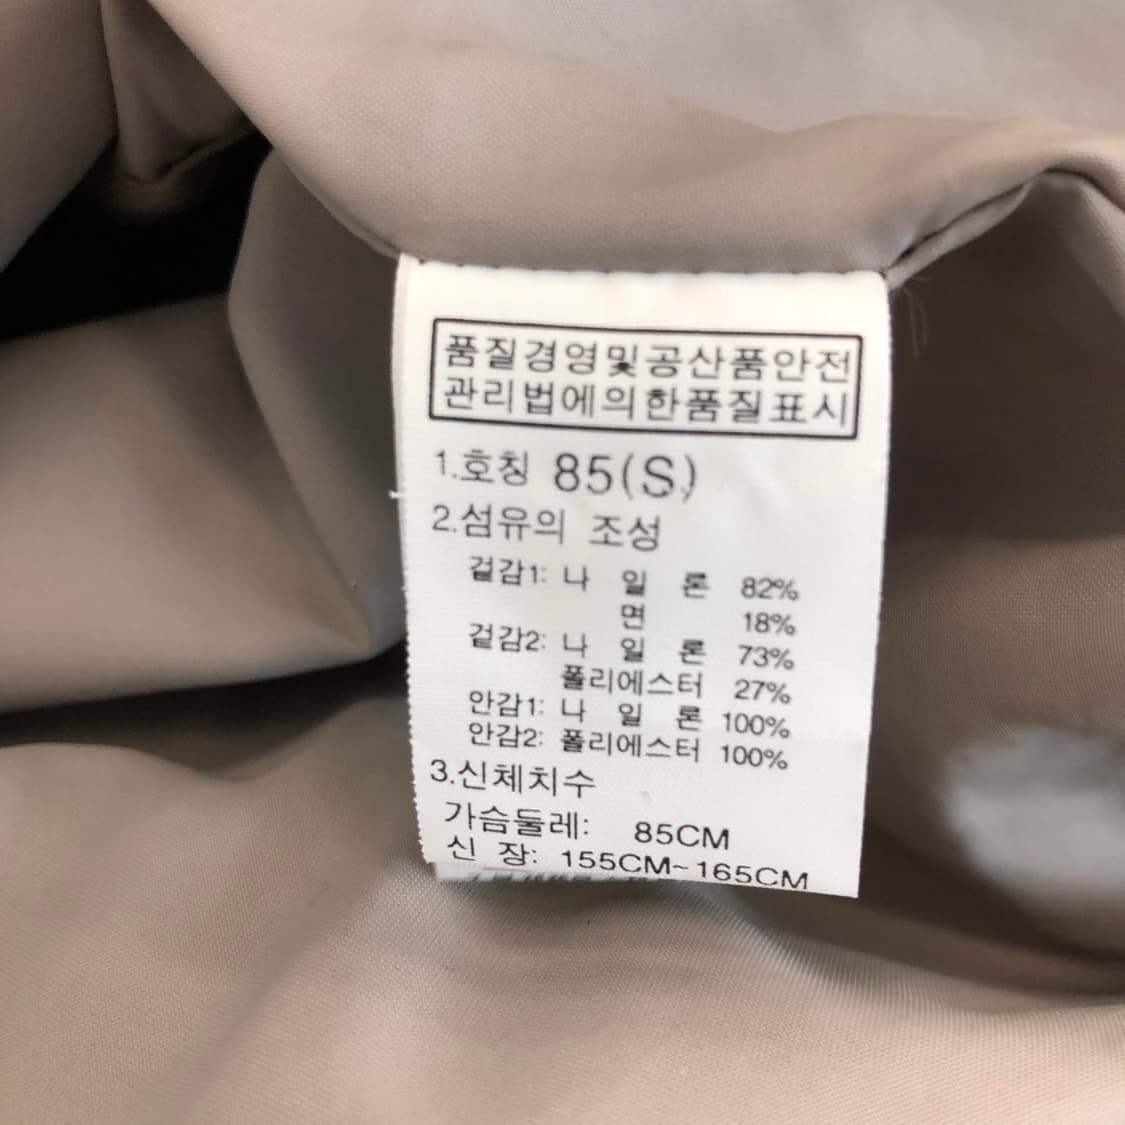 품질경영및공산품안전
관리법에의한품질표시
1.호칭 85(S)
2.섬유의 조성
겉감1: 나 일 론 82%
면 18%
겉감2: 나 일 론 73%
폴리에스터 27%
안감1: 나 일 론 100%
안감2: 폴리에스터 100%
3.신체치수
가슴둘레: 85CM
신 장: 155CM~165CM